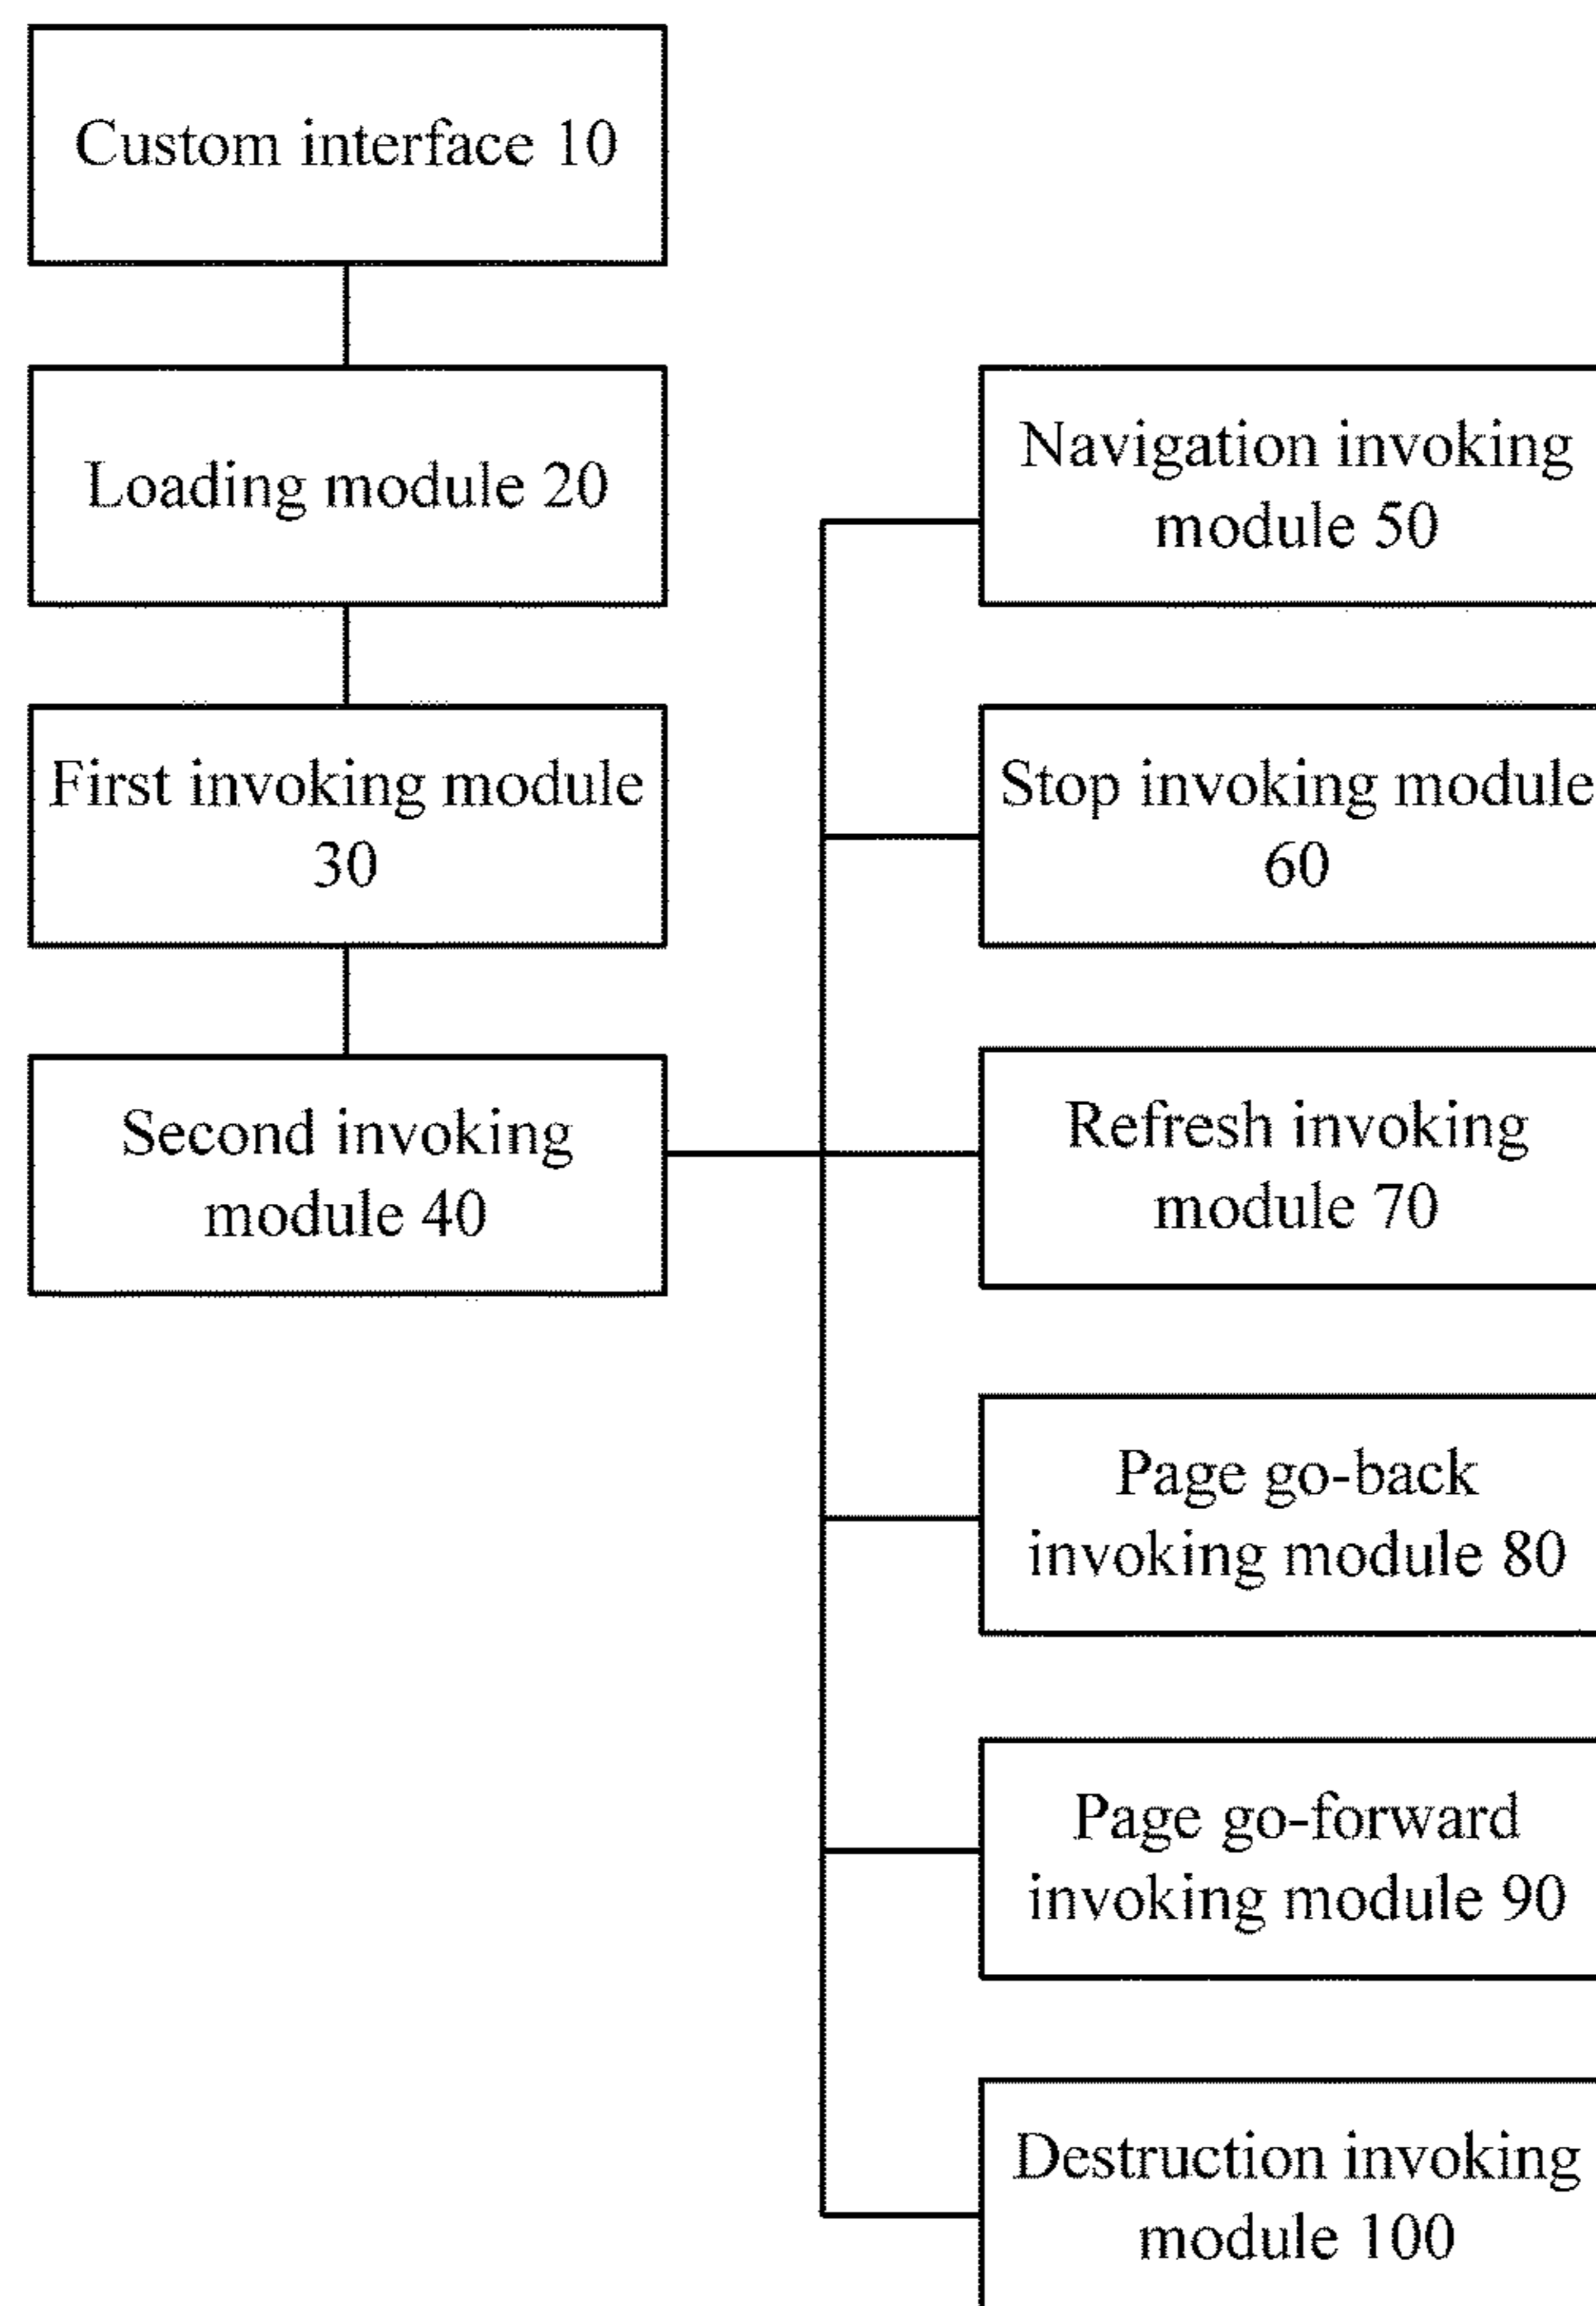 Custom interface 10
Loading module 20
First invoking module
30
Second invoking
module 40
Navigation invoking
module 50
Stop invoking module
60
Refresh invoking
module 70
Page go-back
invoking module 80
Page go-forward
invoking module 90
Destruction invoking
module 100